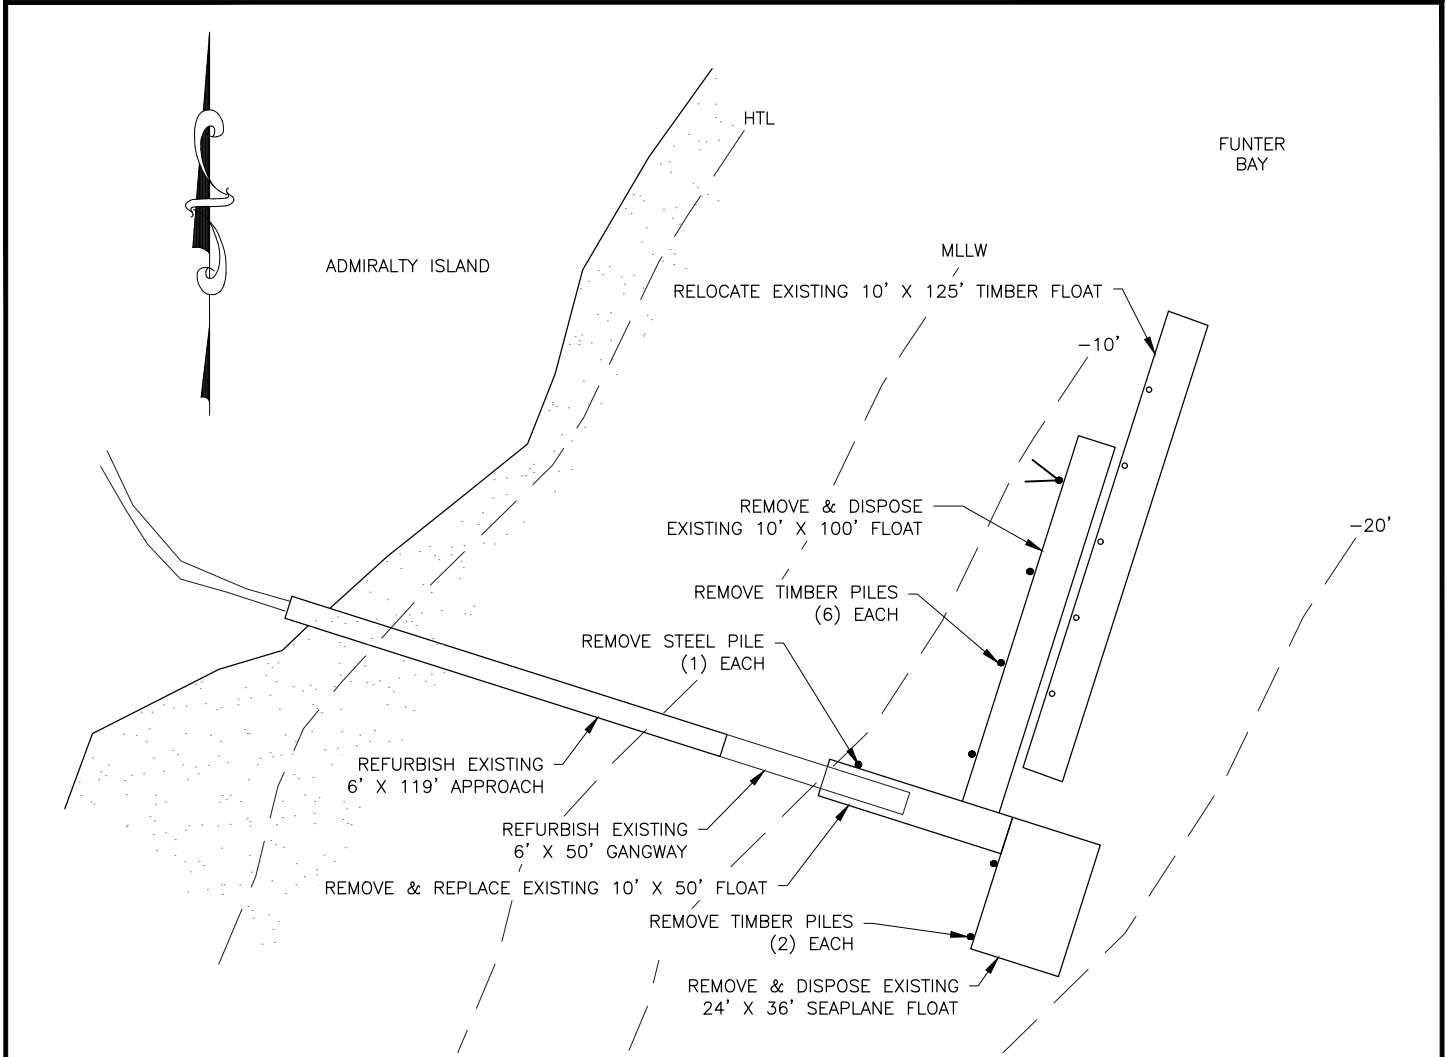 HTL
FUNTER
BAY
ADMIRALTY ISLAND
MLLW
RELOCATE EXISTING 10' X 125' TIMBER FLOAT
-10'
REMOVE & DISPOSE
EXISTING 10' X 100' FLOAT
-20'
REMOVE TIMBER PILES
(6) EACH
REMOVE STEEL PILE
(1) EACH
REFURBISH EXISTING
6' X 119' APPROACH
REFURBISH EXISTING
6' X 50' GANGWAY
REMOVE & REPLACE EXISTING 10' X 50' FLOAT
REMOVE TIMBER PILES
(2) EACH
REMOVE & DISPOSE EXISTING
24' X 36' SEAPLANE FLOAT